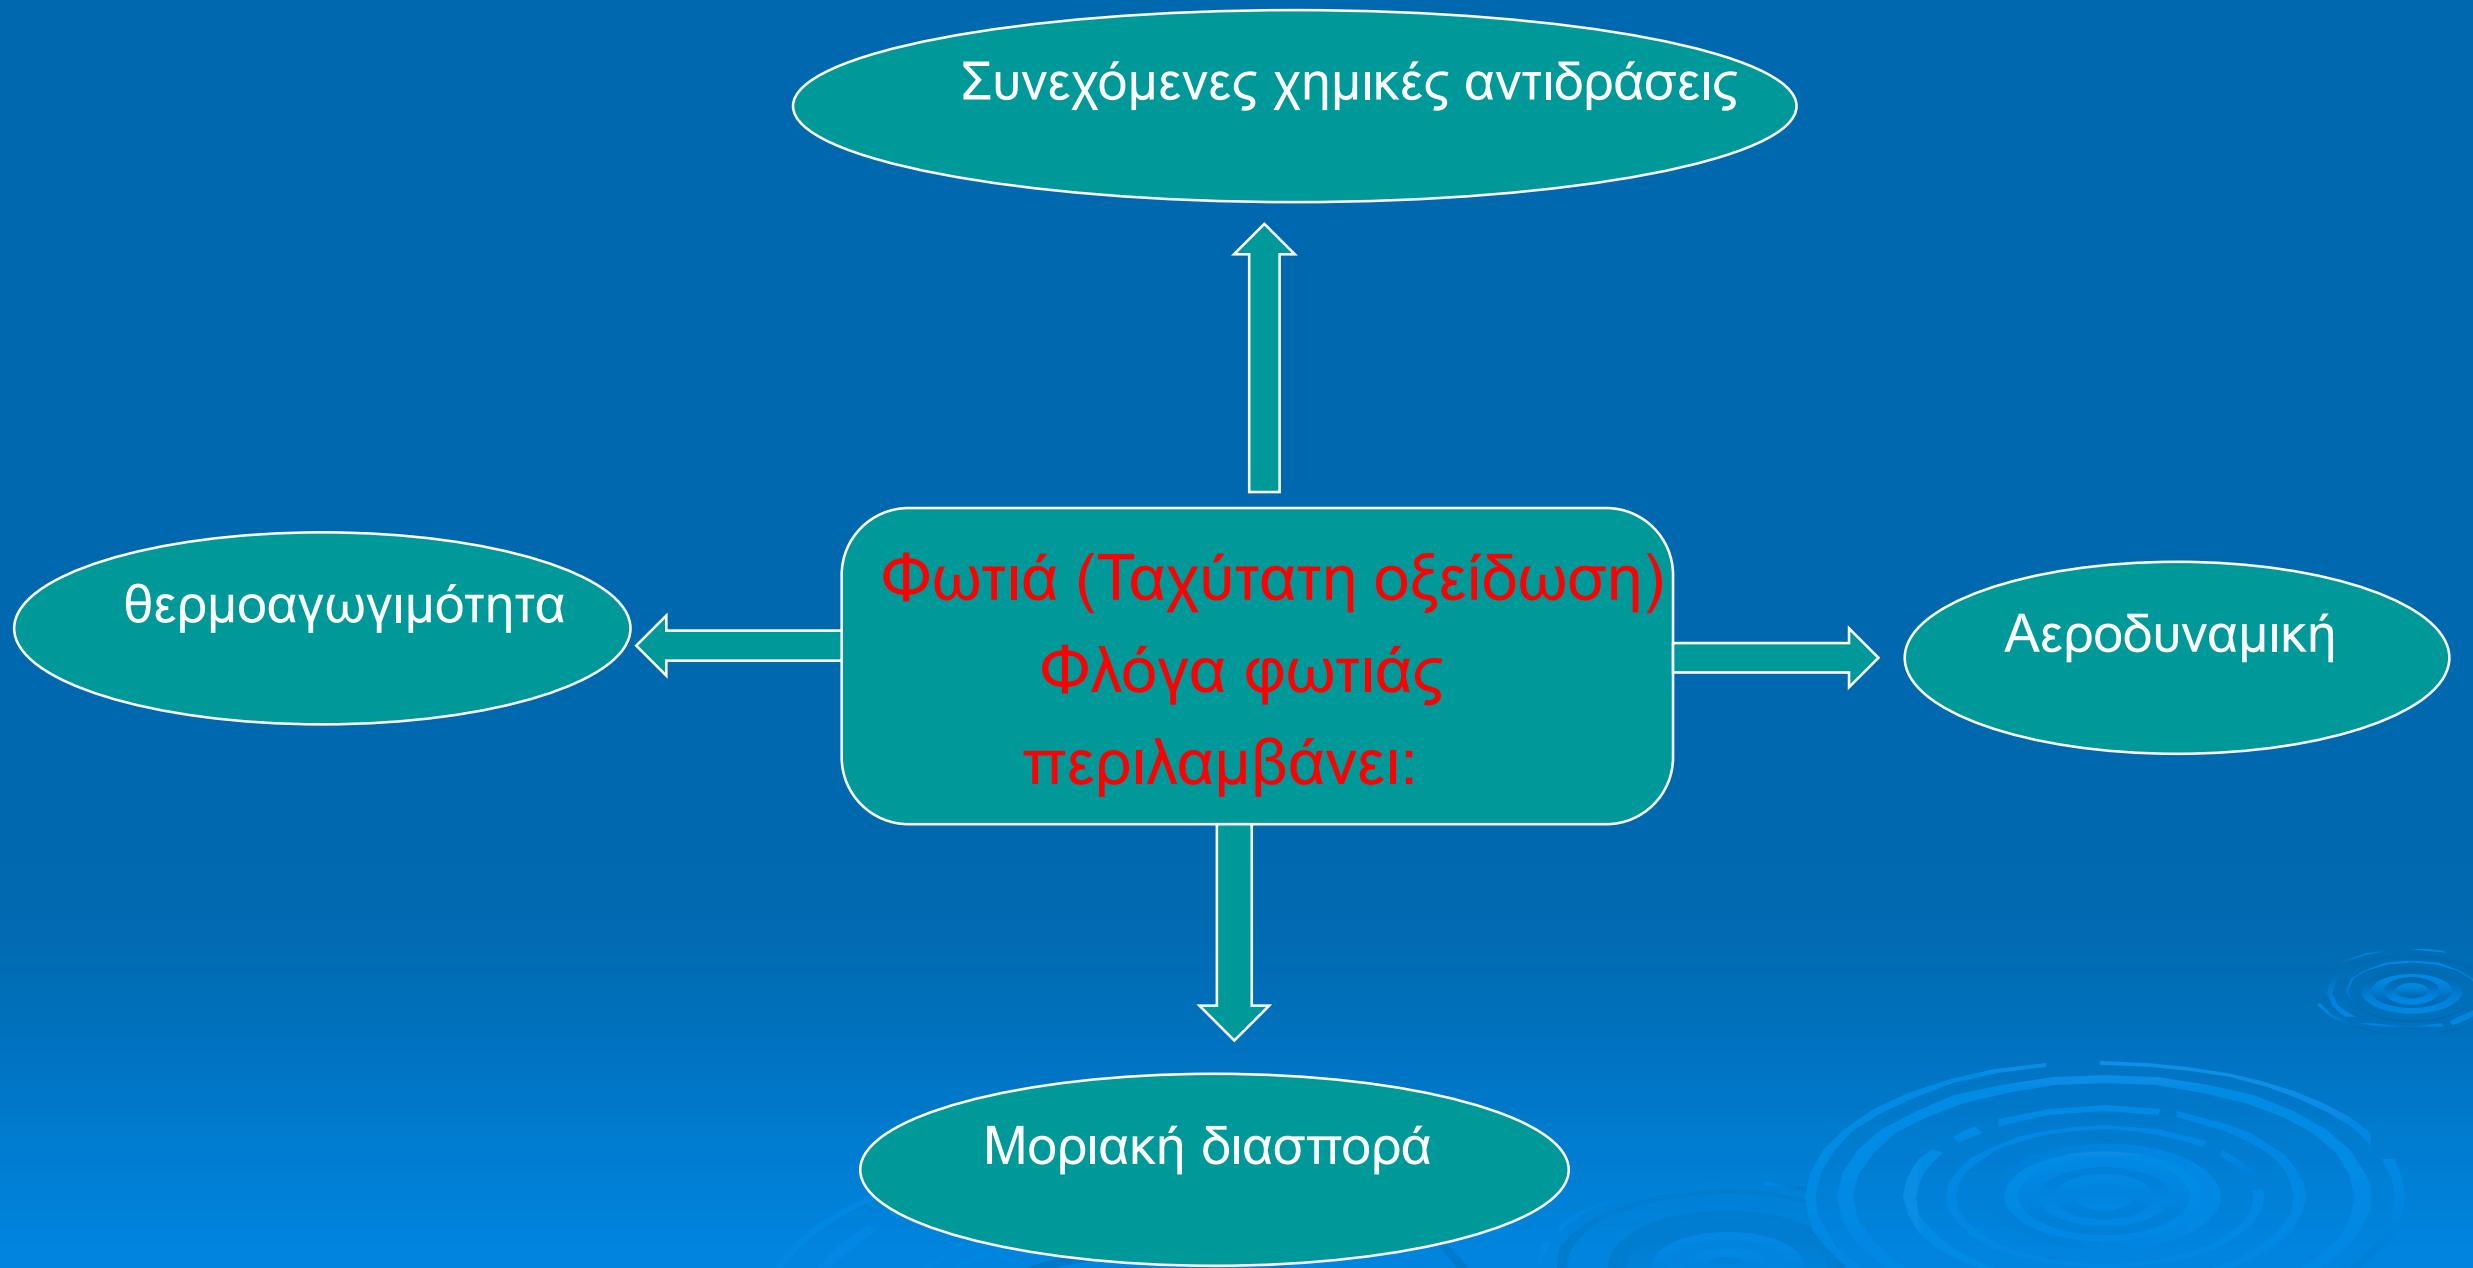 Συνεχόμενες χημικές αντιδράσεις
Φωτιά (Ταχύτατη οξείδωση)
Φλόγα φωτιάς
περιλαμβάνει:
θερμοαγωγιμότητα
Αεροδυναμική
Μοριακή διασπορά